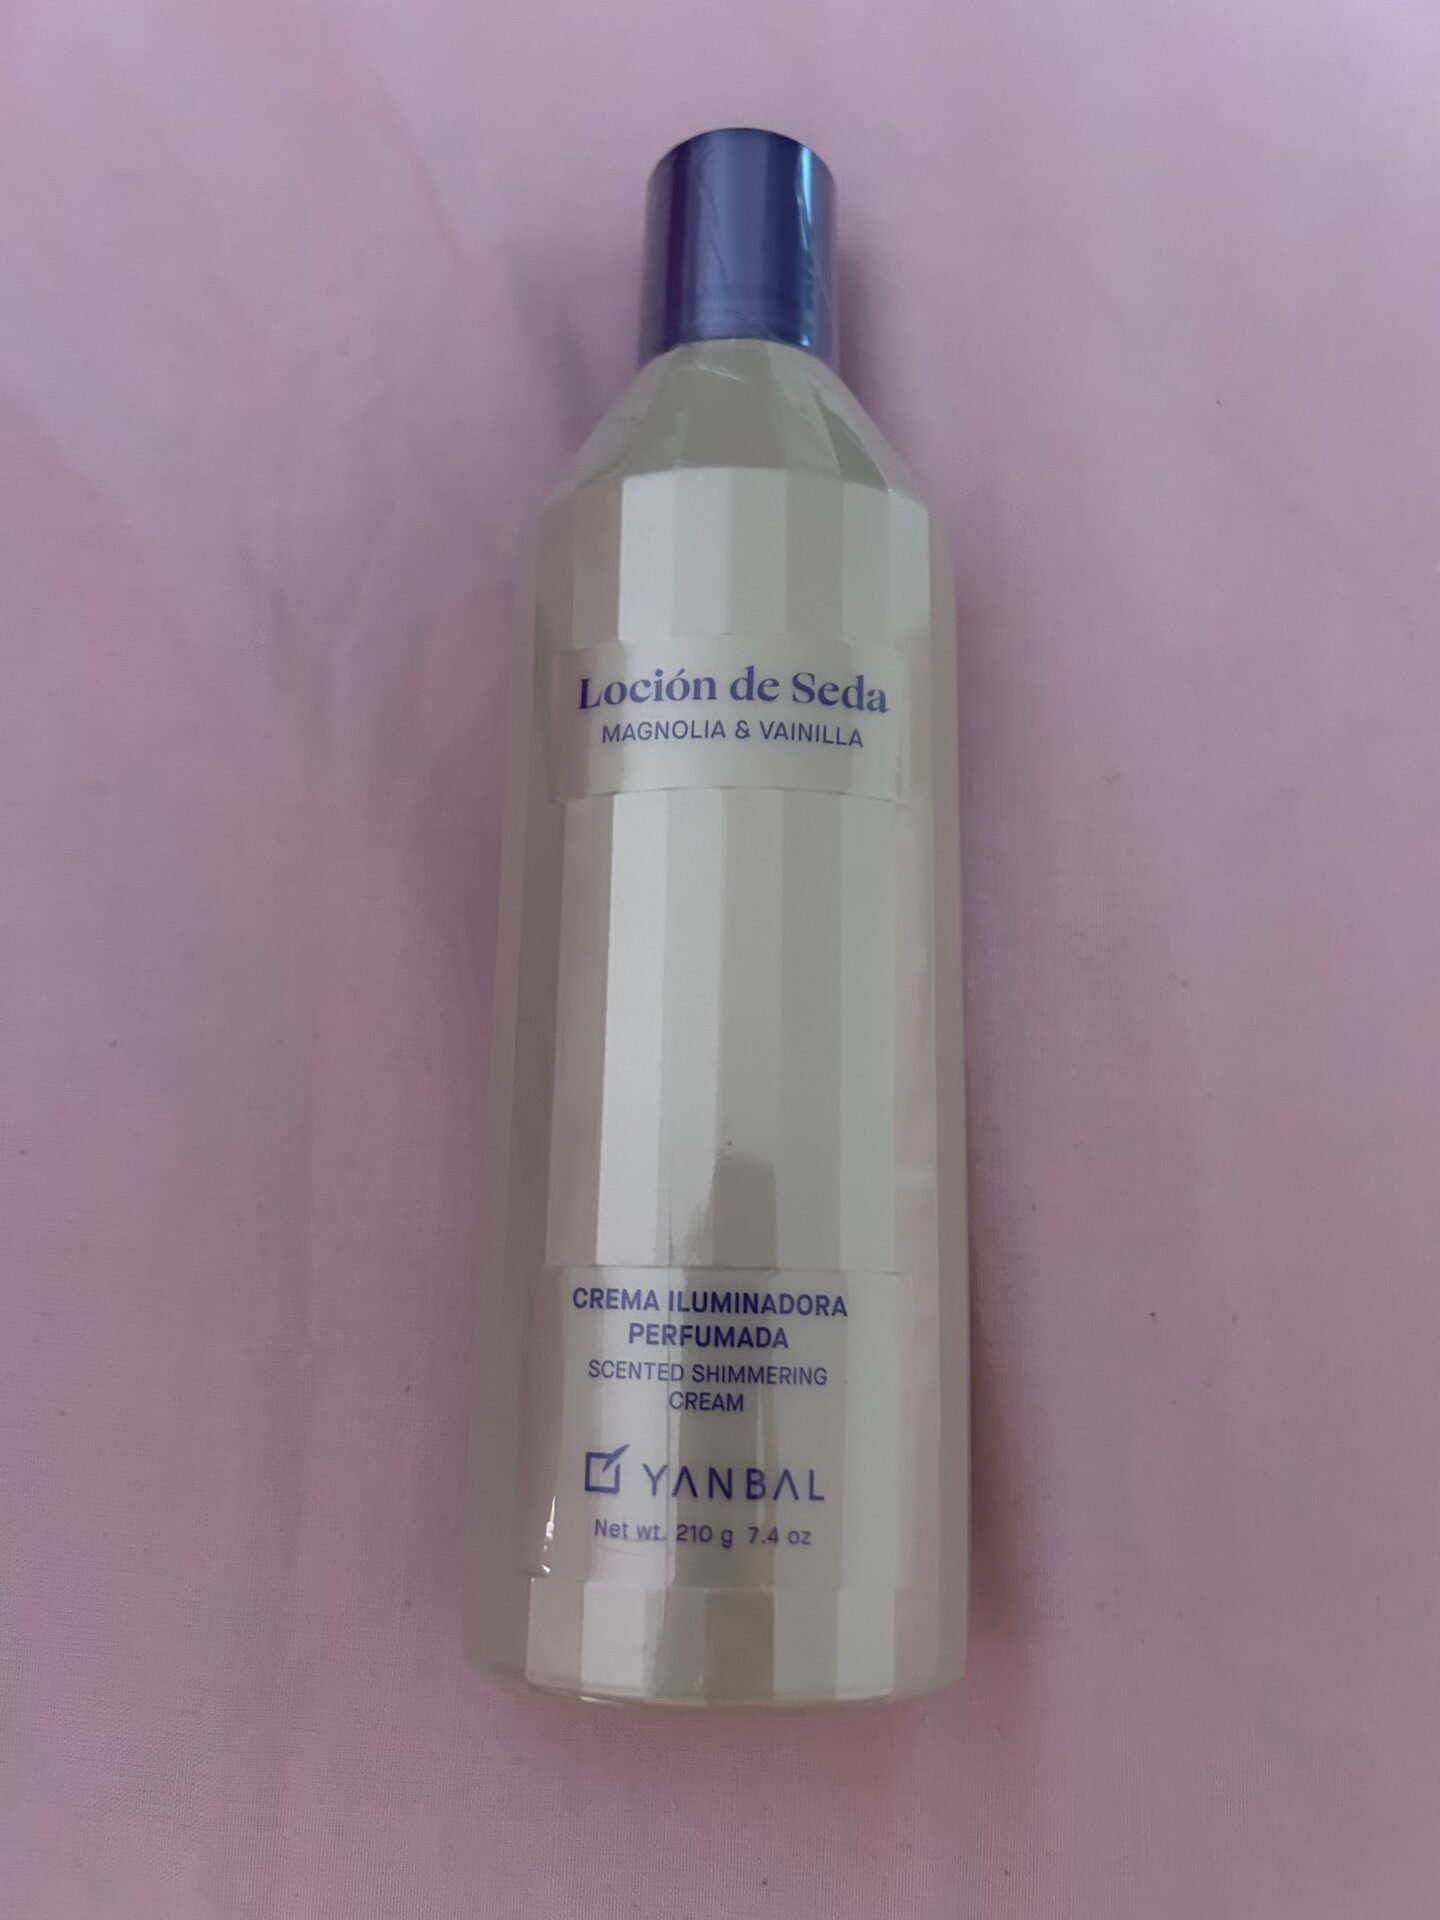 Loción de Seda
MAGNOLIA & VAINILLA
CREMA ILUMINADORA
PERFUMADA
SCENTED SHIMMERING
CREAM
YANBAL
Net wt. 210 g 7.4 oz